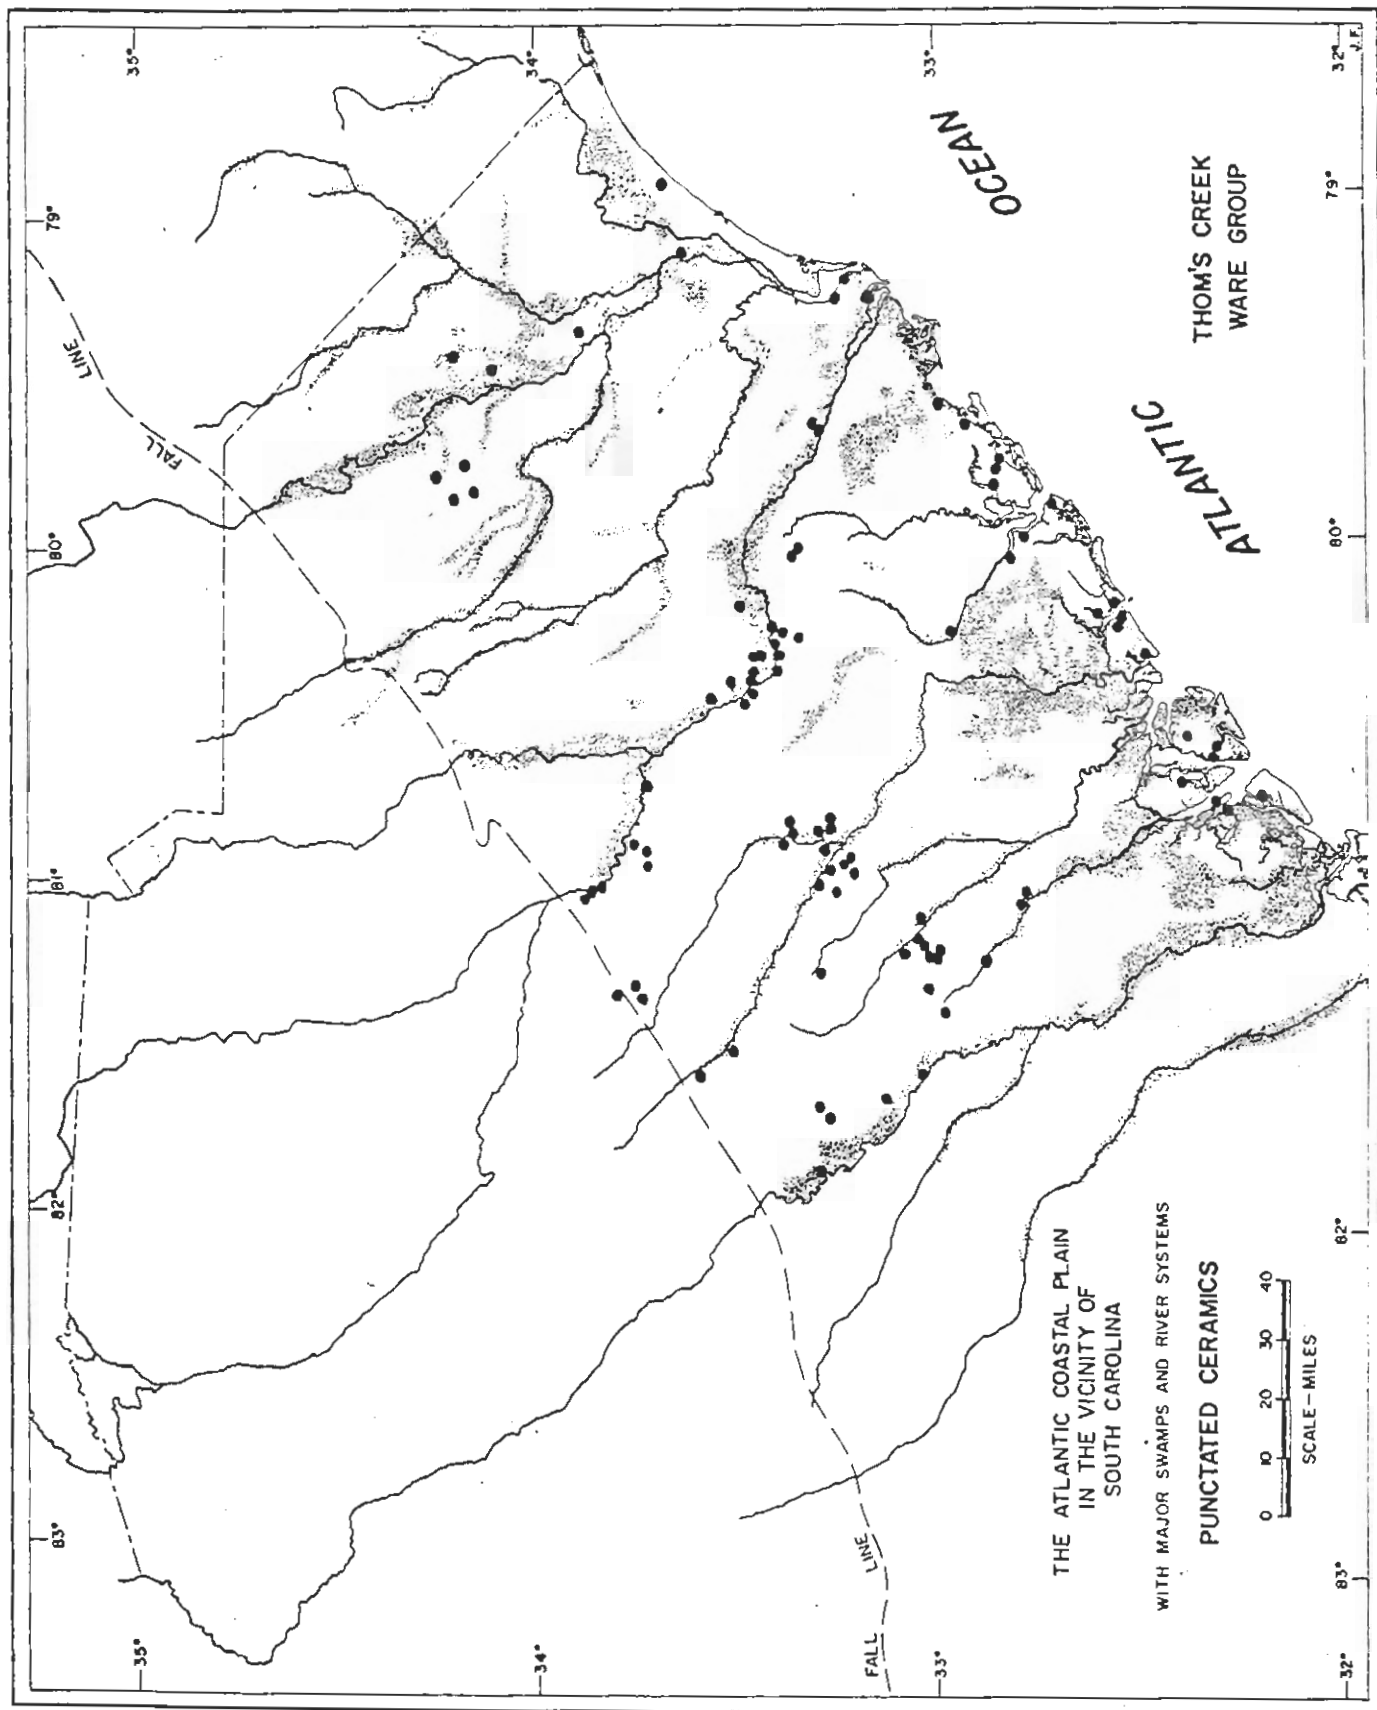 THE ATLANTIC COASTAL PLAIN
IN THE VICINITY OF
SOUTH CAROLINA
WITH MAJOR SWAMPS AND RIVER SYSTEMS
PUNCTATED CERAMICS
0 10 20 30 40
SCALE-MILES
THOM'S CREEK
WARE GROUP
ATLANTIC
OCEAN
FALL LINE
FALL LINE
83° 82° 81° 80° 79°
35°
34°
33°
32°
83° 82° 80° 79°
35°
34°
33°
32°
J.F.